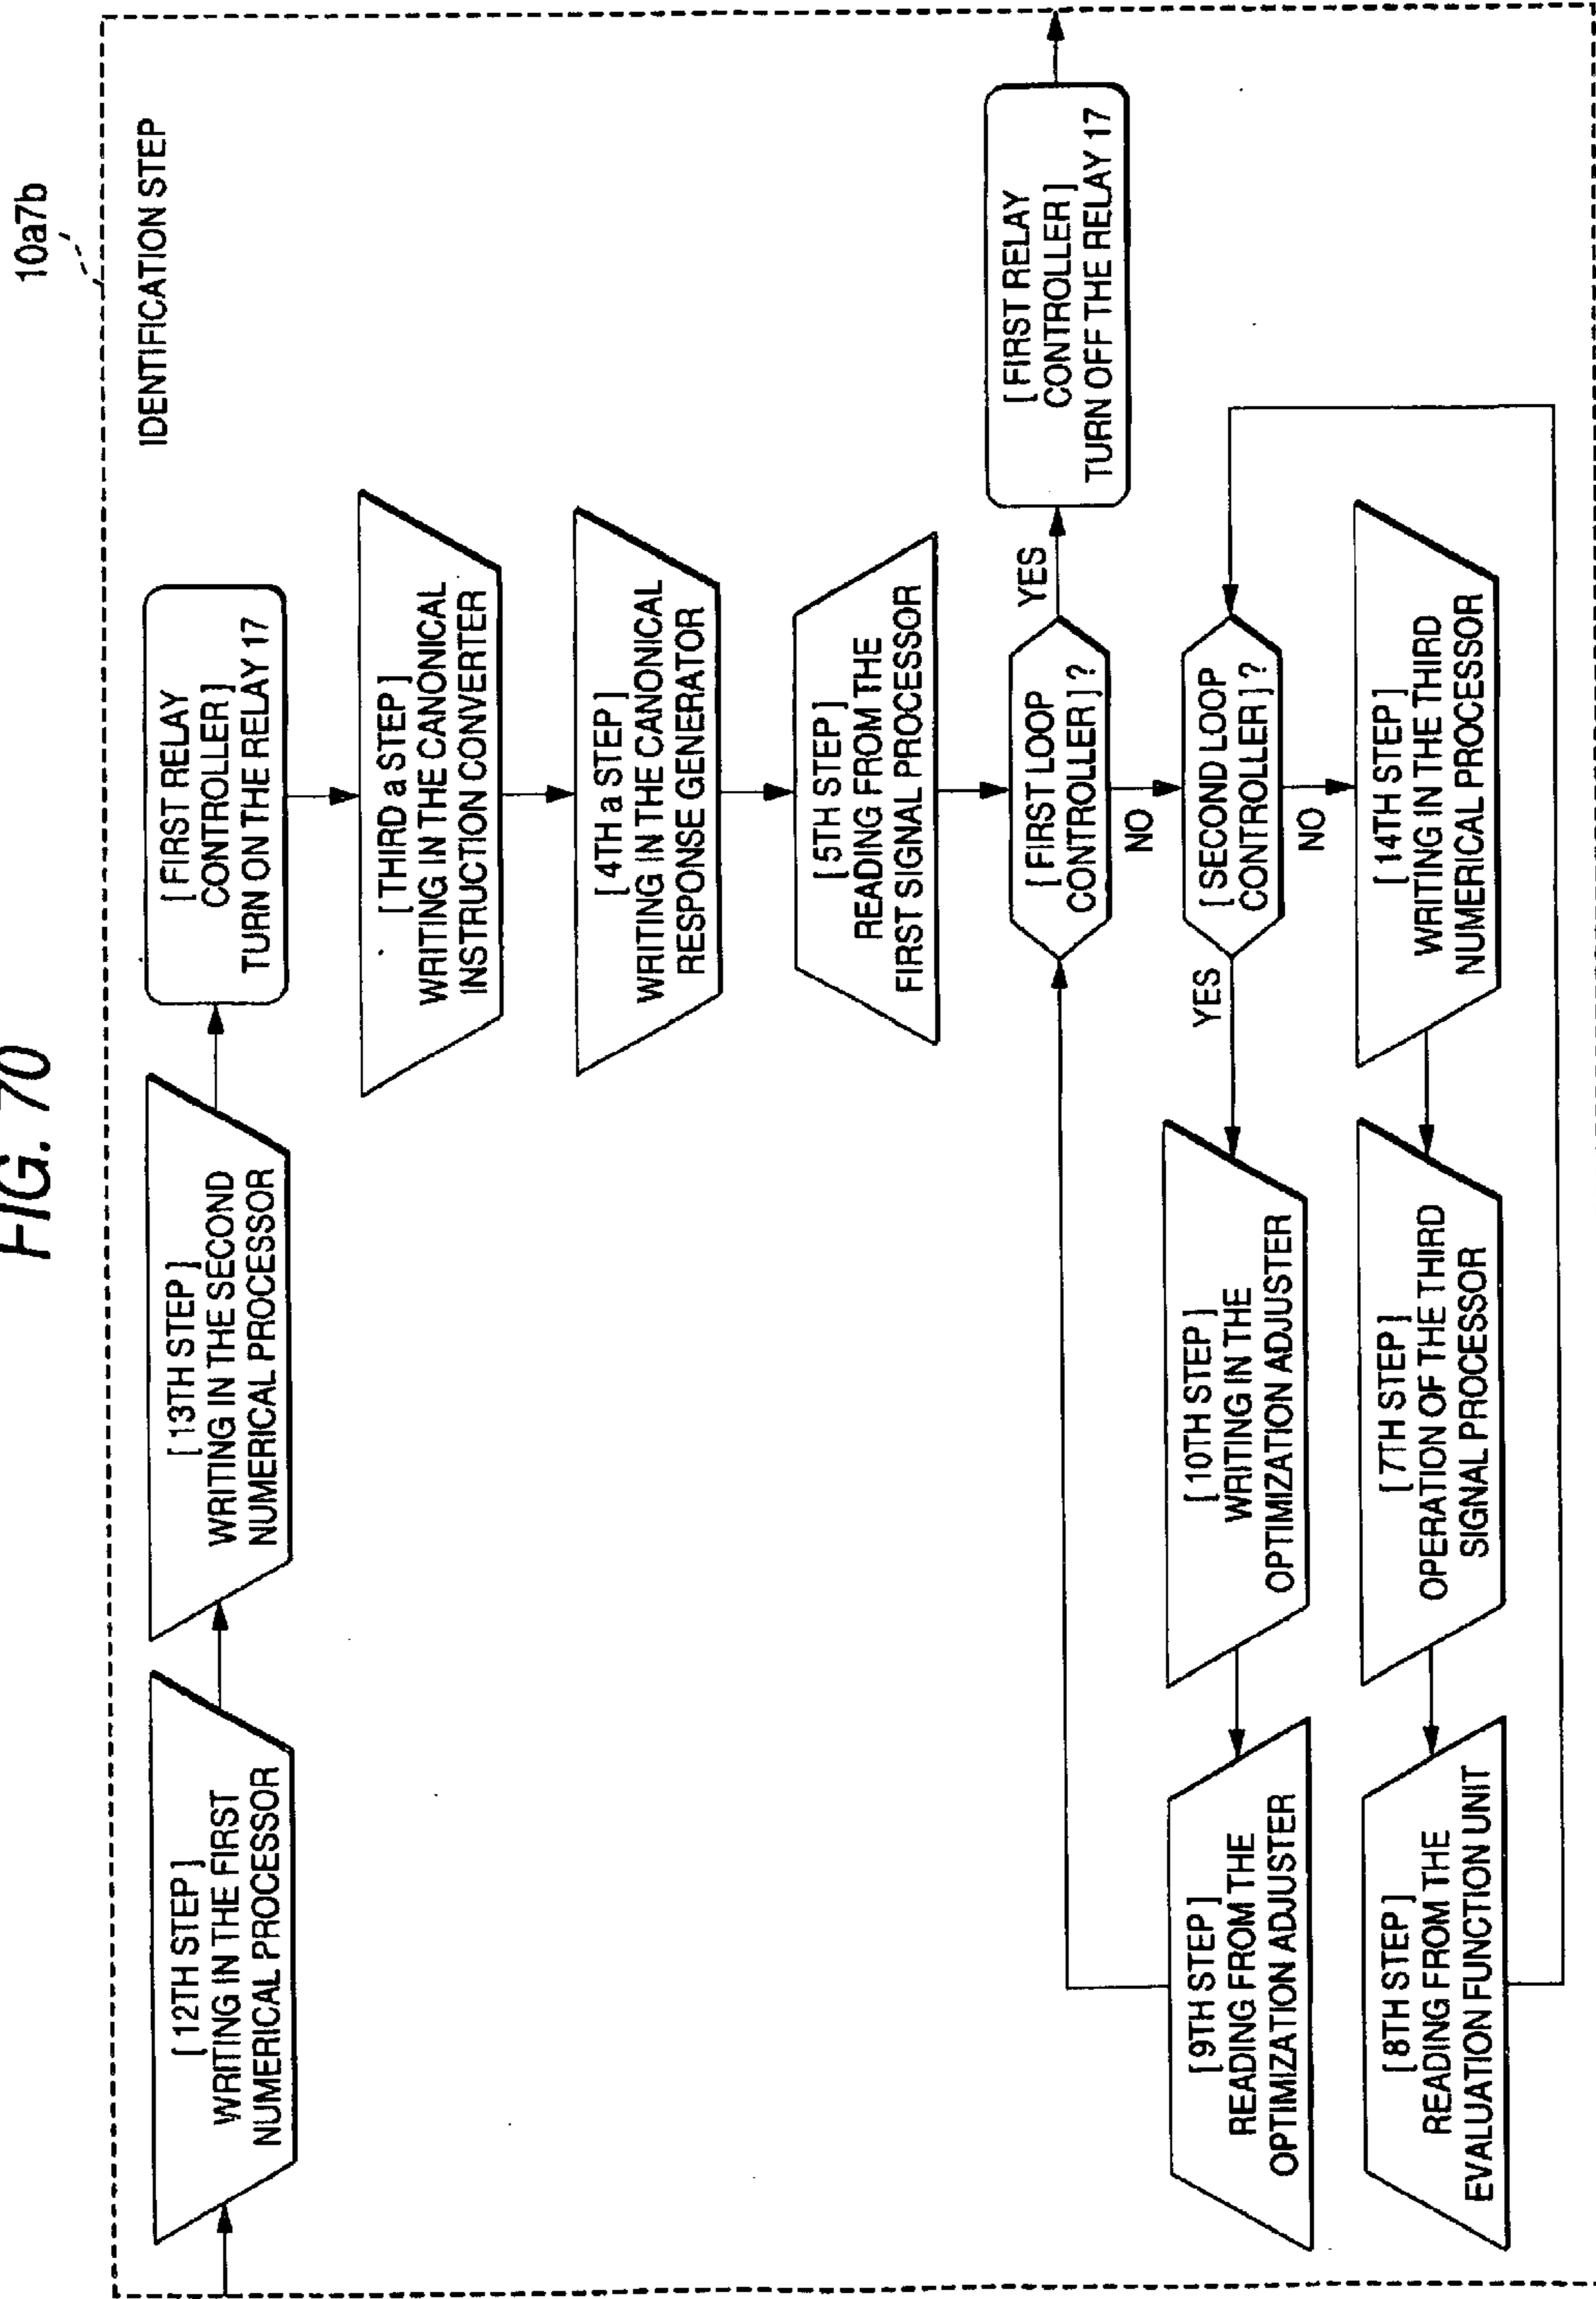 FIG. 70
10a7b
IDENTIFICATION STEP
[12TH STEP]
WRITING IN THE FIRST
NUMERICAL PROCESSOR
[13TH STEP]
WRITING IN THE SECOND
NUMERICAL PROCESSOR
[FIRST RELAY
CONTROLLER]
TURN ON THE RELAY 17
[THIRD a STEP]
WRITING IN THE CANONICAL
INSTRUCTION CONVERTER
[4TH a STEP]
WRITING IN THE CANONICAL
RESPONSE GENERATOR
[5TH STEP]
READING FROM THE
FIRST SIGNAL PROCESSOR
[FIRST LOOP
CONTROLLER]?
YES
[FIRST RELAY
CONTROLLER]
TURN OFF THE RELAY 17
NO
[SECOND LOOP
CONTROLLER]?
YES
NO
[9TH STEP]
READING FROM THE
OPTIMIZATION ADJUSTER
[10TH STEP]
WRITING IN THE
OPTIMIZATION ADJUSTER
[8TH STEP]
READING FROM THE
EVALUATION FUNCTION UNIT
[7TH STEP]
OPERATION OF THE THIRD
SIGNAL PROCESSOR
[14TH STEP]
WRITING IN THE THIRD
NUMERICAL PROCESSOR